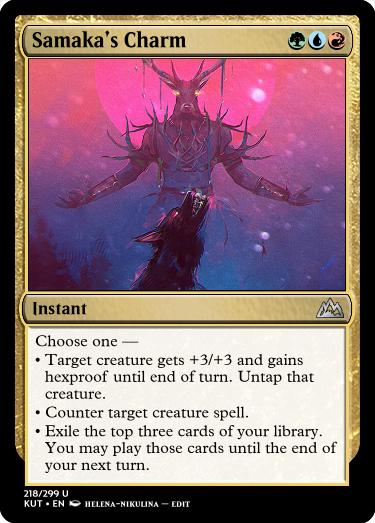 Samaka's Charm
Instant
Choose one —
• Target creature gets +3/+3 and gains
hexproof until end of turn. Untap that
creature.
• Counter target creature spell.
• Exile the top three cards of your library.
You may play those cards until the end of
your next turn.
218/299 U
KUT • EN HELENA-NIKULINA — EDIT